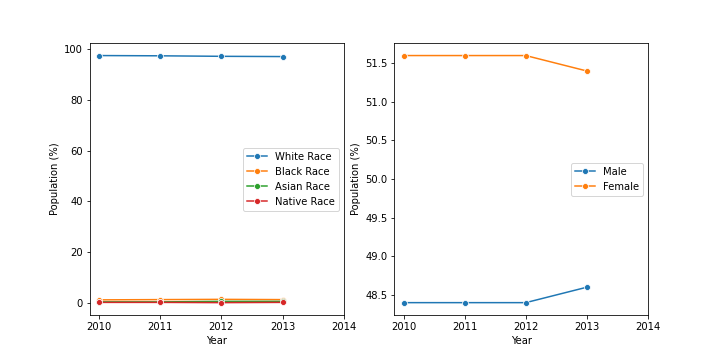 100
80
60
40
20
0
Population (%)
2010 2011 2012 2013 2014
Year
White Race
Black Race
Asian Race
Native Race
51.5
51.0
50.5
50.0
49.5
49.0
48.5
Population (%)
2010 2011 2012 2013 2014
Year
Male
Female